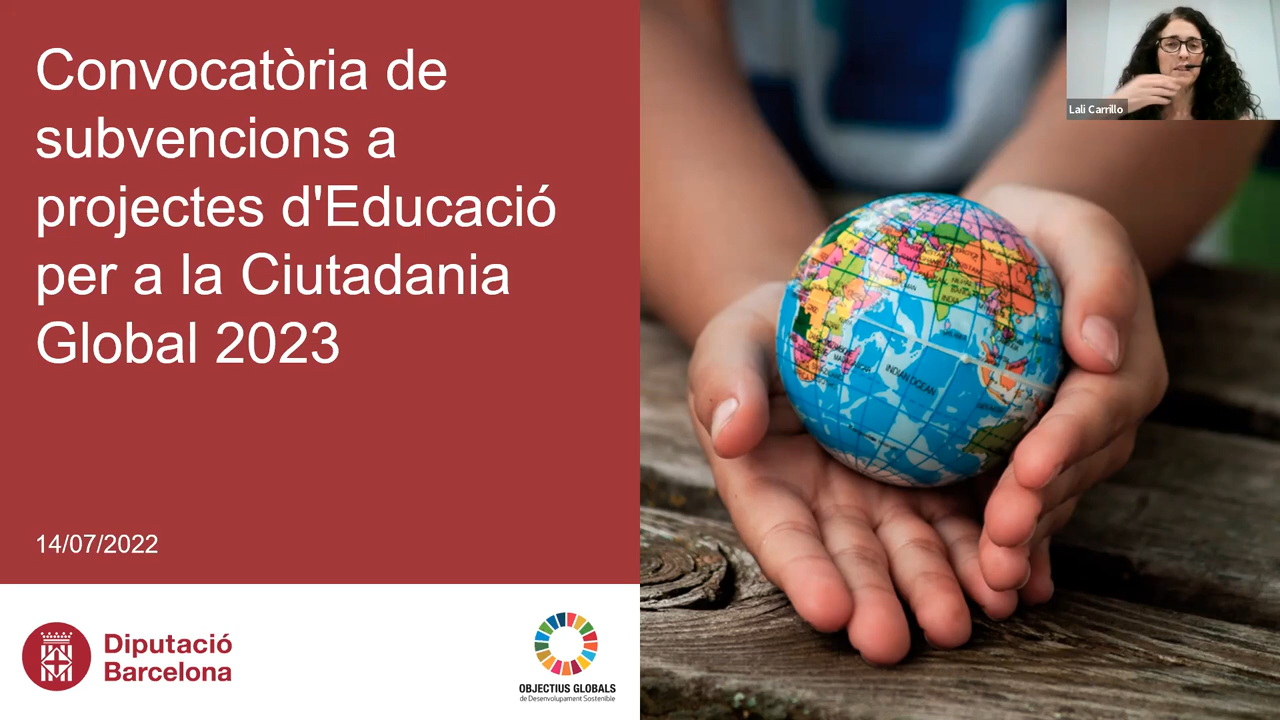 Convocatòria de
subvencions a
projectes d'Educació
per a la Ciutadania
Global 2023
14/07/2022
Diputació
Barcelona
OBJECTIUS GLOBALS
de Desenvolupament Sostenible
Lali Carrillo
INDIAN OCEAN
INDIA